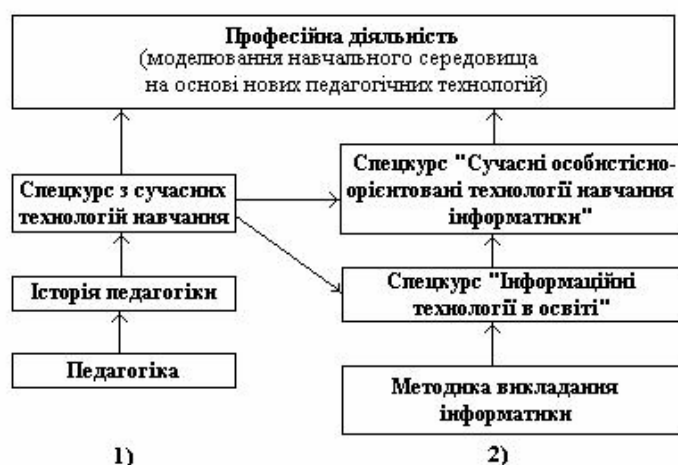 Професійна діяльність
(моделювання навчального середовища
на основі нових педагогічних технологій)
Спецкурс з сучасних
технологій навчання
Історія педагогіки
Педагогіка
1)
Спецкурс "Сучасні особистісно-
орієнтовані технології навчання
інформатики"
Спецкурс "Інформаційні
технології в освіті"
Методика викладання
інформатики
2)